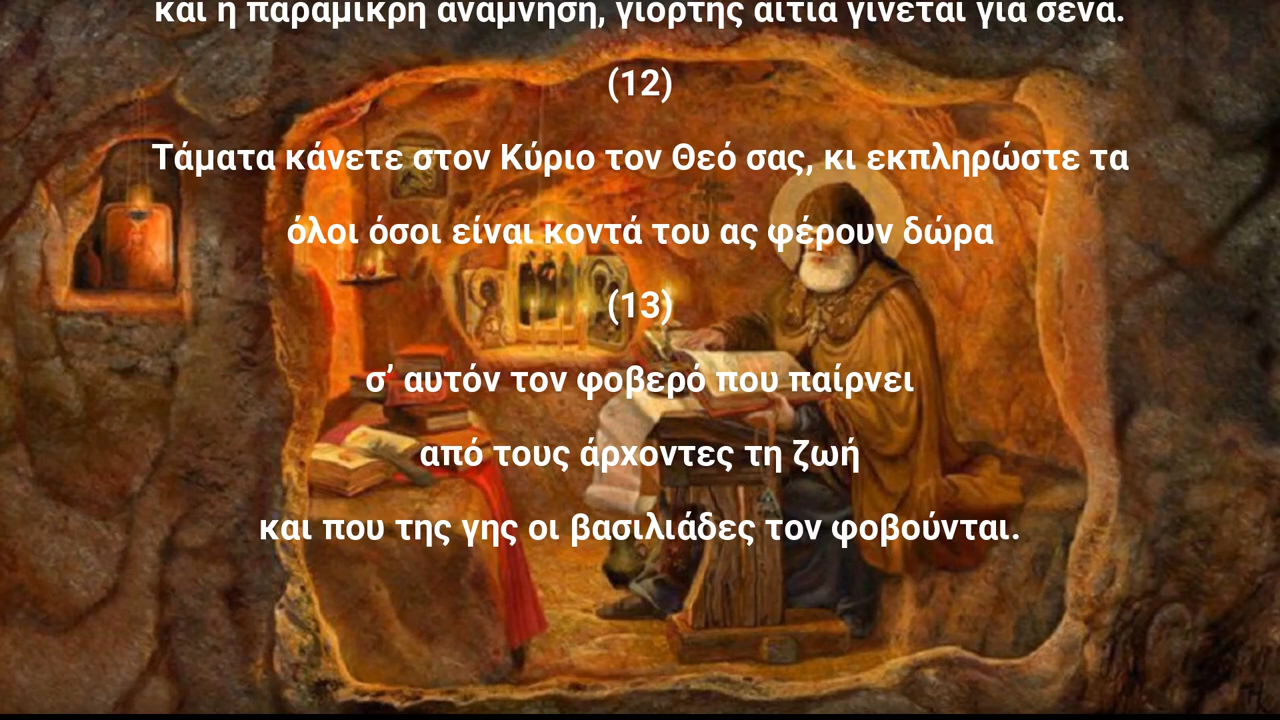 και η παραμικρή ανάμνηση, γιορτής αιτία γίνεται για σένα.
(12)
Τάματα κάνετε στον Κύριο τον Θεό σας, κι εκπληρώστε τα
όλοι όσοι είναι κοντά του ας φέρουν δώρα
(13)
σ’ αυτόν τον φοβερό που παίρνει
από τους άρχοντες τη ζωή
και που της γης οι βασιλιάδες τον φοβούνται.